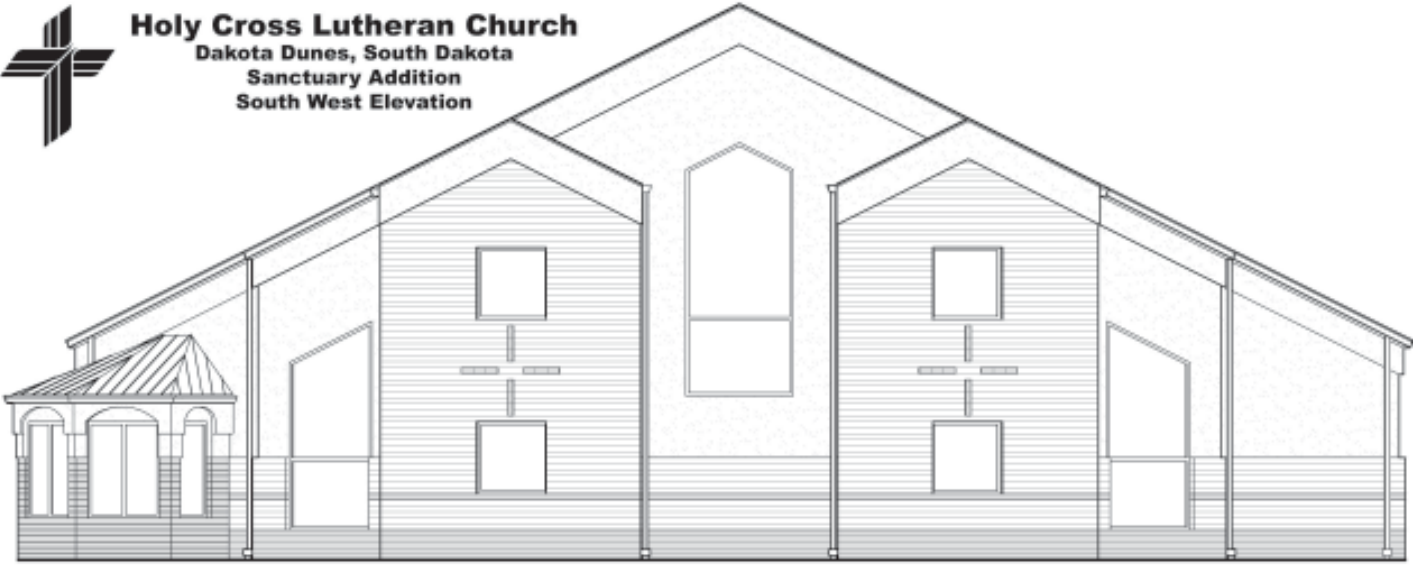 Holy Cross Lutheran Church
Dakota Dunes, South Dakota
Sanctuary Addition
South West Elevation